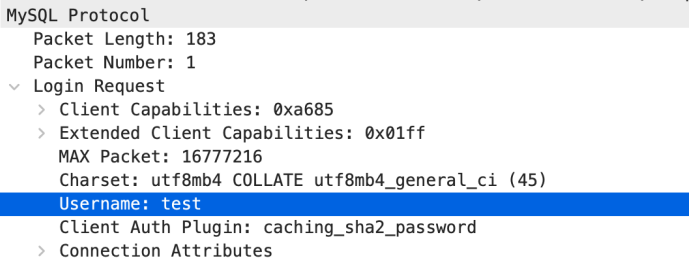 MySQL Protocol
Packet Length: 183
Packet Number: 1
Login Request
Client Capabilities: 0xa685
Extended Client Capabilities: 0x01ff
MAX Packet: 16777216
Charset: utf8mb4 COLLATE utf8mb4_general_ci (45)
Username: test
Client Auth Plugin: caching_sha2_password
Connection Attributes